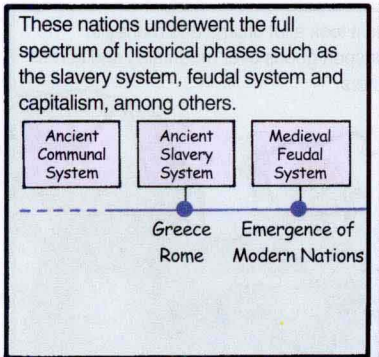 These nations underwent the full
spectrum of historical phases such as
the slavery system, feudal system and
capitalism, among others.
Ancient
Communal
System
Ancient
Slavery
System
Medieval
Feudal
System
Greece
Rome
Emergence of
Modern Nations